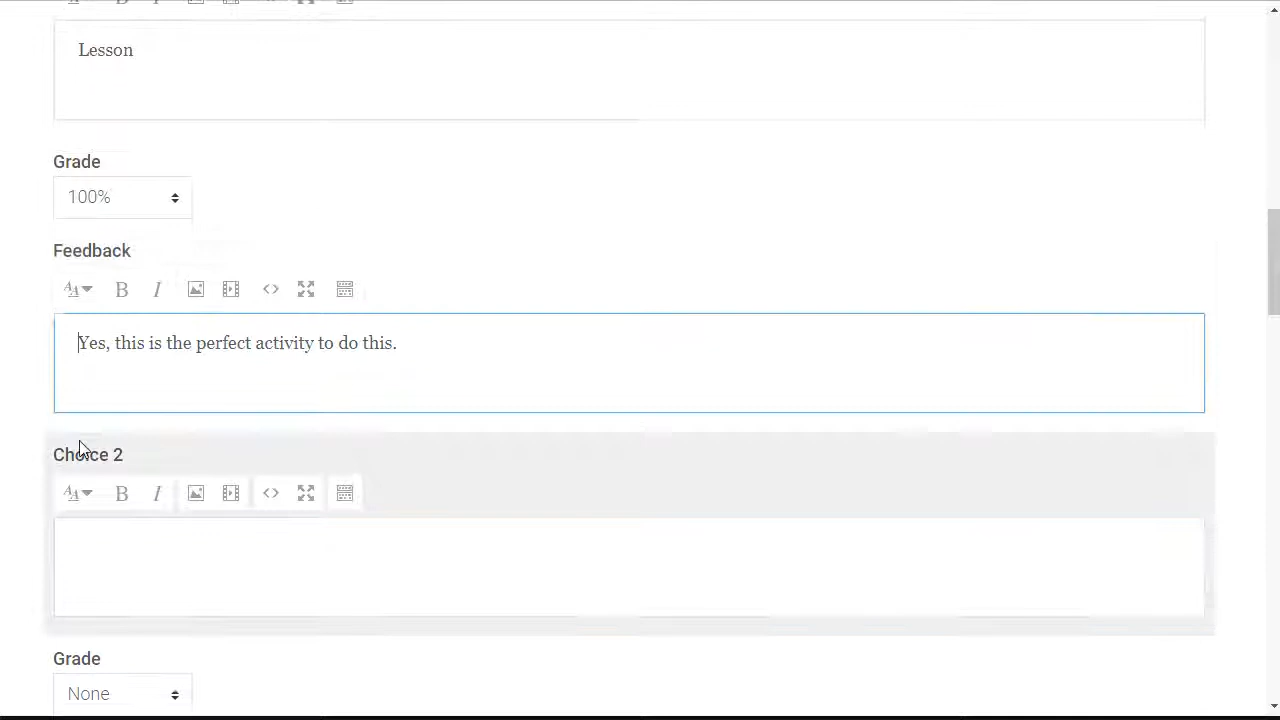 Lesson
Grade
100%
Feedback
Yes, this is the perfect activity to do this.
Choice 2
Grade
None